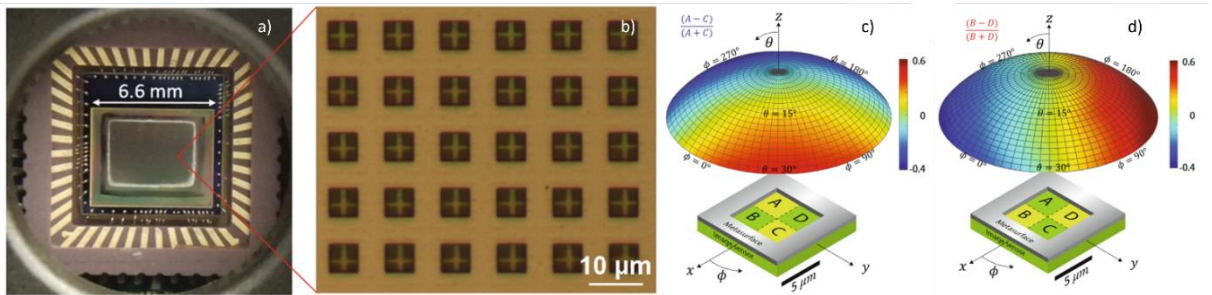 a)
6.6 mm
b)
10 µm
(A − C)
(A + C)
c)
z
θ
ϕ = 270°
ϕ = 180°
θ = 15°
ϕ = 0°
θ = 30°
ϕ = 90°
0.6
0
-0.4
A
B
D
C
Metasurface
Image Sensor
x
ϕ
5 µm
y
(B − D)
(B + D)
d)
z
θ
ϕ = 270°
ϕ = 180°
θ = 15°
ϕ = 0°
θ = 30°
ϕ = 90°
0.6
0
-0.4
A
B
D
C
Metasurface
Image Sensor
x
ϕ
5 µm
y